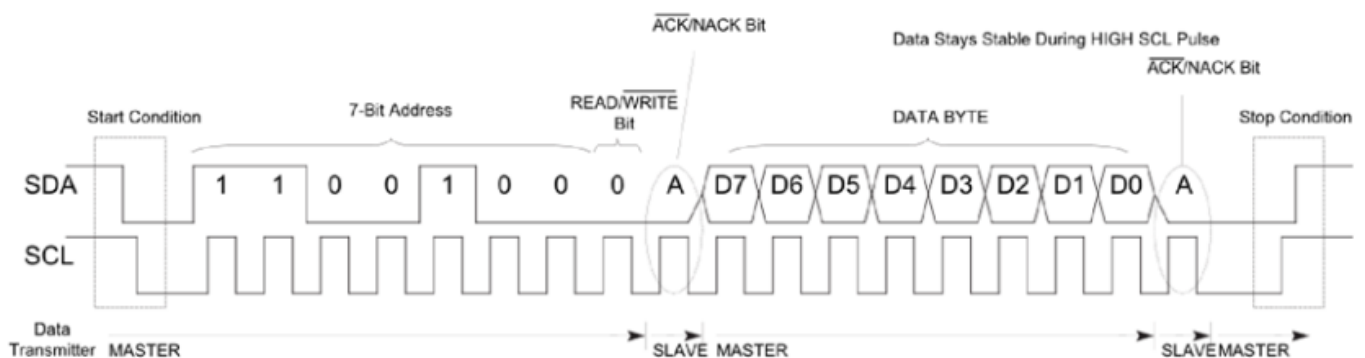 ACK/NACK Bit
Data Stays Stable During HIGH SCL Pulse
ACK/NACK Bit
Start Condition
7-Bit Address
READ/WRITE
Bit
DATA BYTE
Stop Condition
SDA 1 1 0 0 1 0 0 0 A D7 D6 D5 D4 D3 D2 D1 D0 A
SCL
Data
Transmitter MASTER SLAVE MASTER SLAVE MASTER